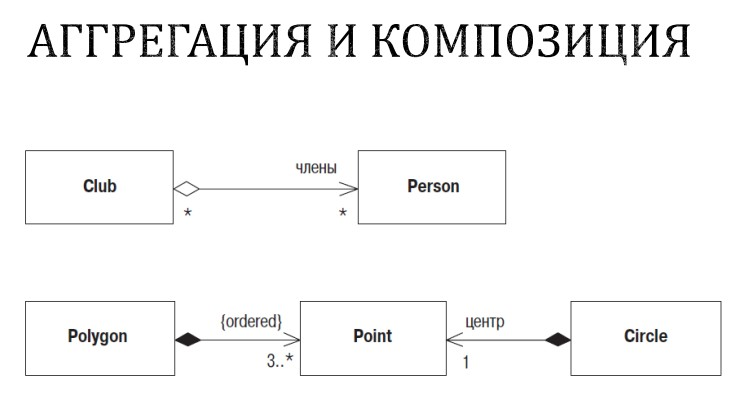 АГГРЕГАЦИЯ И КОМПОЗИЦИЯ
члены
Club
Person
*
*
{ordered}
центр
Polygon
Point
Circle
3..*
1